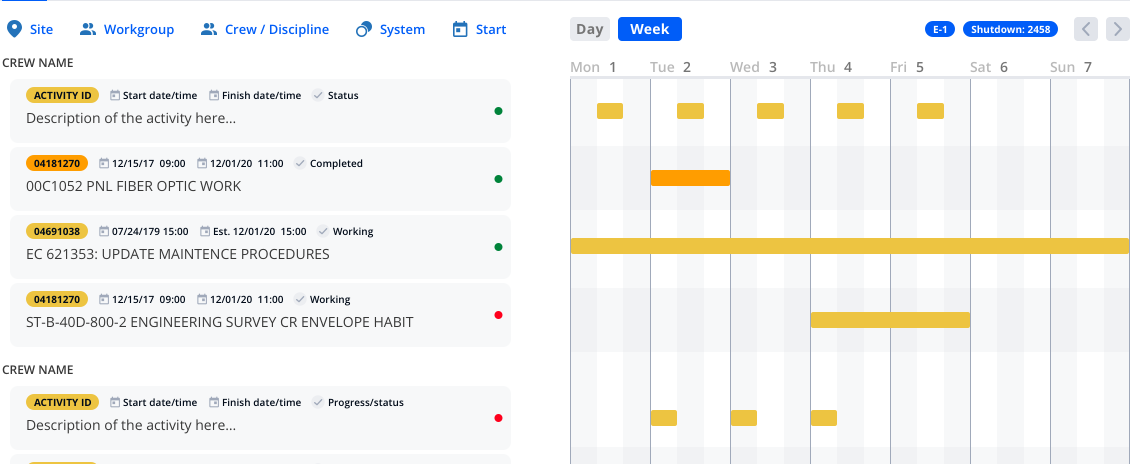 Site Workgroup Crew / Discipline System Start Day Week E-1 Shutdown: 2458
Mon 1 Tue 2 Wed 3 Thu 4 Fri 5 Sat 6 Sun 7
CREW NAME
ACTIVITY ID Start date/time Finish date/time Status
Description of the activity here...
04181270 12/15/17 09:00 12/01/20 11:00 Completed
00C1052 PNL FIBER OPTIC WORK
04691038 07/24/179 15:00 Est. 12/01/20 15:00 Working
EC 621353: UPDATE MAINTENCE PROCEDURES
04181270 12/15/17 09:00 12/01/20 11:00 Working
ST-B-40D-800-2 ENGINEERING SURVEY CR ENVELOPE HABIT
CREW NAME
ACTIVITY ID Start date/time Finish date/time Progress/status
Description of the activity here...